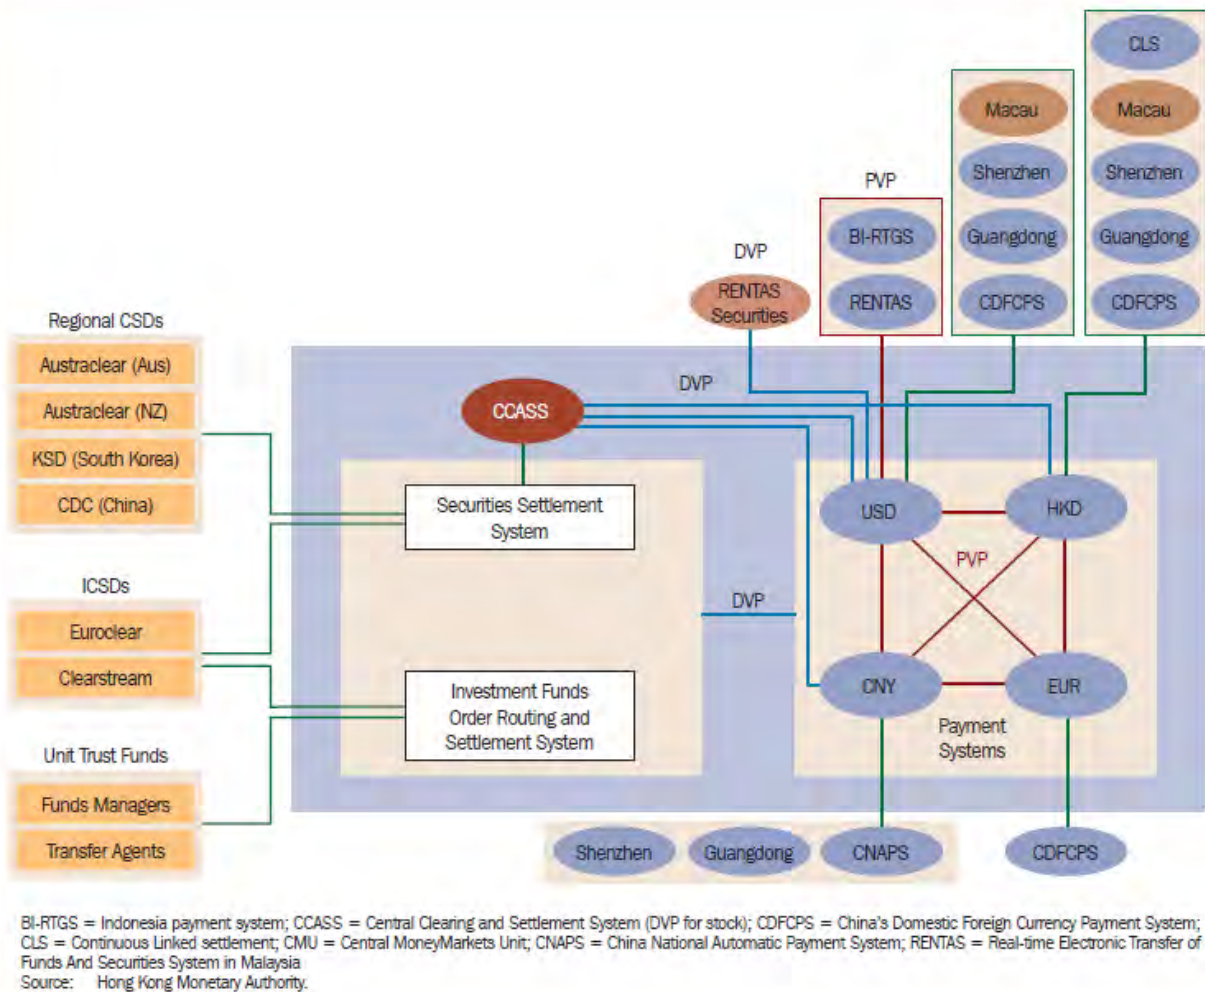 CLS
Macau
Macau
Shenzhen
Shenzhen
PVP
BI-RTGS
Guangdong
Guangdong
DVP
RENTAS
Securities
RENTAS
CDFCPS
CDFCPS
Regional CSDs
Austraclear (Aus)
Austraclear (NZ)
KSD (South Korea)
CDC (China)
DVP
CCASS
Securities Settlement
System
USD
HKD
PVP
ICSDs
Euroclear
Clearstream
DVP
Investment Funds
Order Routing and
Settlement System
CNY
EUR
Payment
Systems
Unit Trust Funds
Funds Managers
Transfer Agents
Shenzhen
Guangdong
CNAPS
CDFCPS
BI-RTGS = Indonesia payment system; CCASS = Central Clearing and Settlement System (DVP for stock); CDFCPS = China's Domestic Foreign Currency Payment System;
CLS = Continuous Linked settlement; CMU = Central MoneyMarkets Unit; CNAPS = China National Automatic Payment System; RENTAS = Real-time Electronic Transfer of
Funds And Securities System in Malaysia
Source: Hong Kong Monetary Authority.